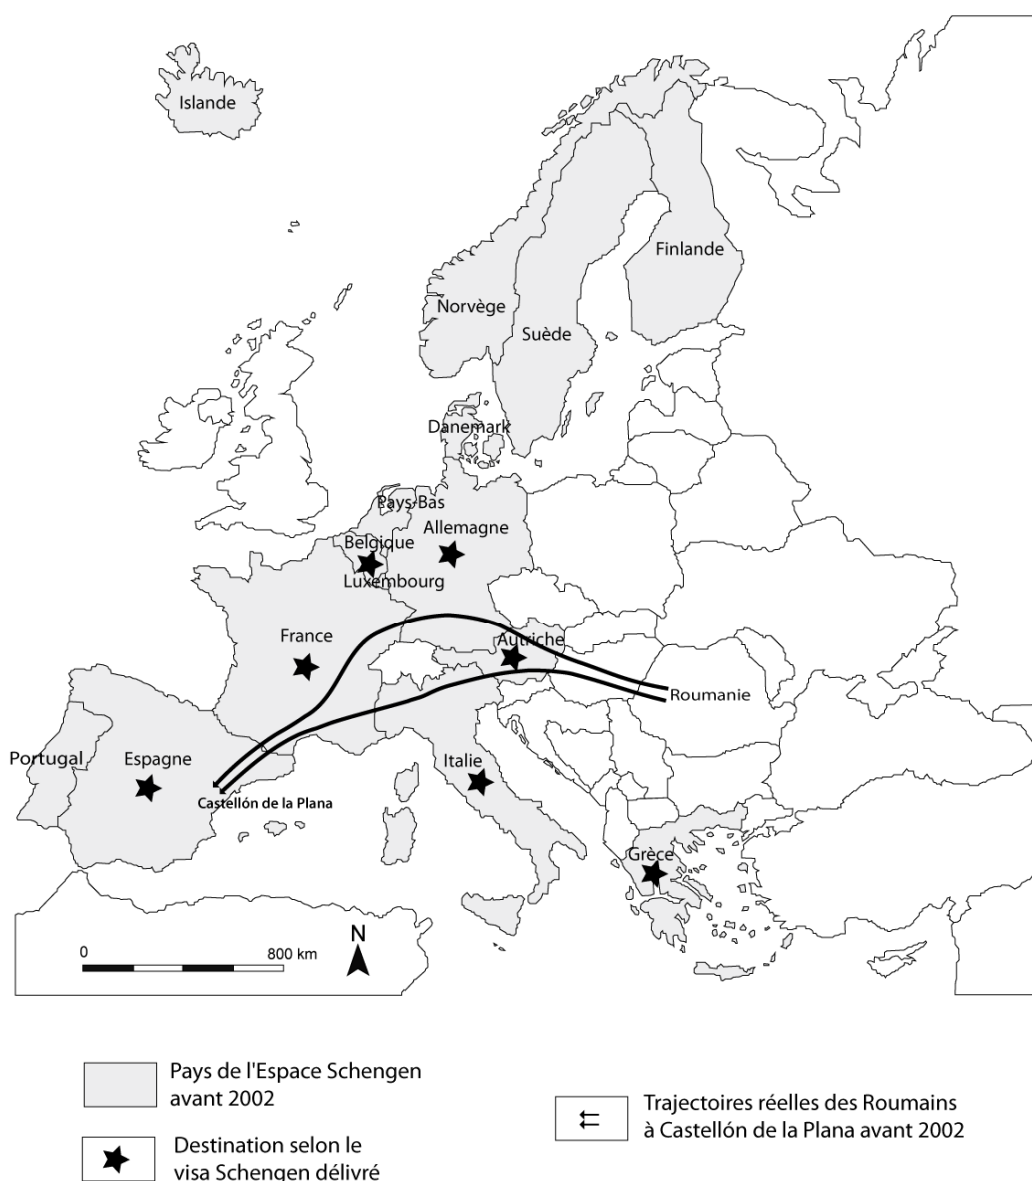 Islande
Finlande
Norvège
Suède
Danemark
Pays-Bas
Allemagne
Belgique
Luxembourg
France
Autriche
Roumanie
Portugal
Espagne
Italie
Castellón de la Plana
Grèce
0
800 km
N
Pays de l'Espace Schengen
avant 2002
Destination selon le
visa Schengen délivré
Trajectoires réelles des Roumains
à Castellón de la Plana avant 2002